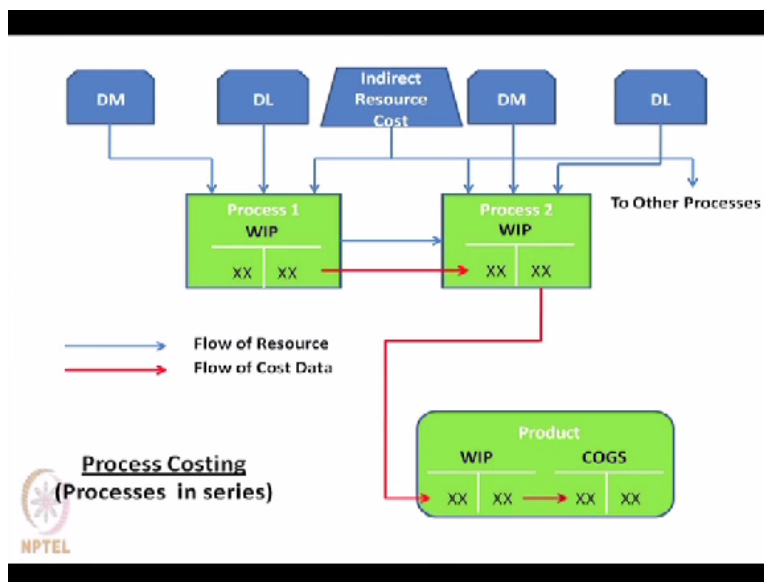 DM
DL
Indirect
Resource
Cost
DM
DL
Process 1
WIP
XX XX
Process 2
WIP
XX XX
To Other Processes
Flow of Resource
Flow of Cost Data
Process Costing
(Processes in series)
Product
WIP COGS
XX XX XX XX
NPTEL